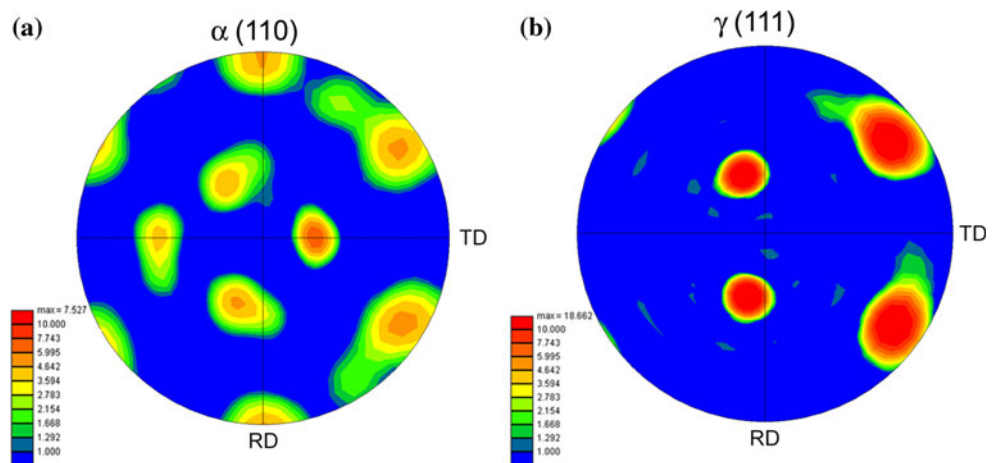 (a)
α (110)
TD
RD
max = 7.527
10.000
7.743
5.995
4.642
3.594
2.783
2.154
1.668
1.292
1.000
(b)
γ (111)
TD
RD
max = 18.662
10.000
7.743
5.995
4.642
3.594
2.783
2.154
1.668
1.292
1.000